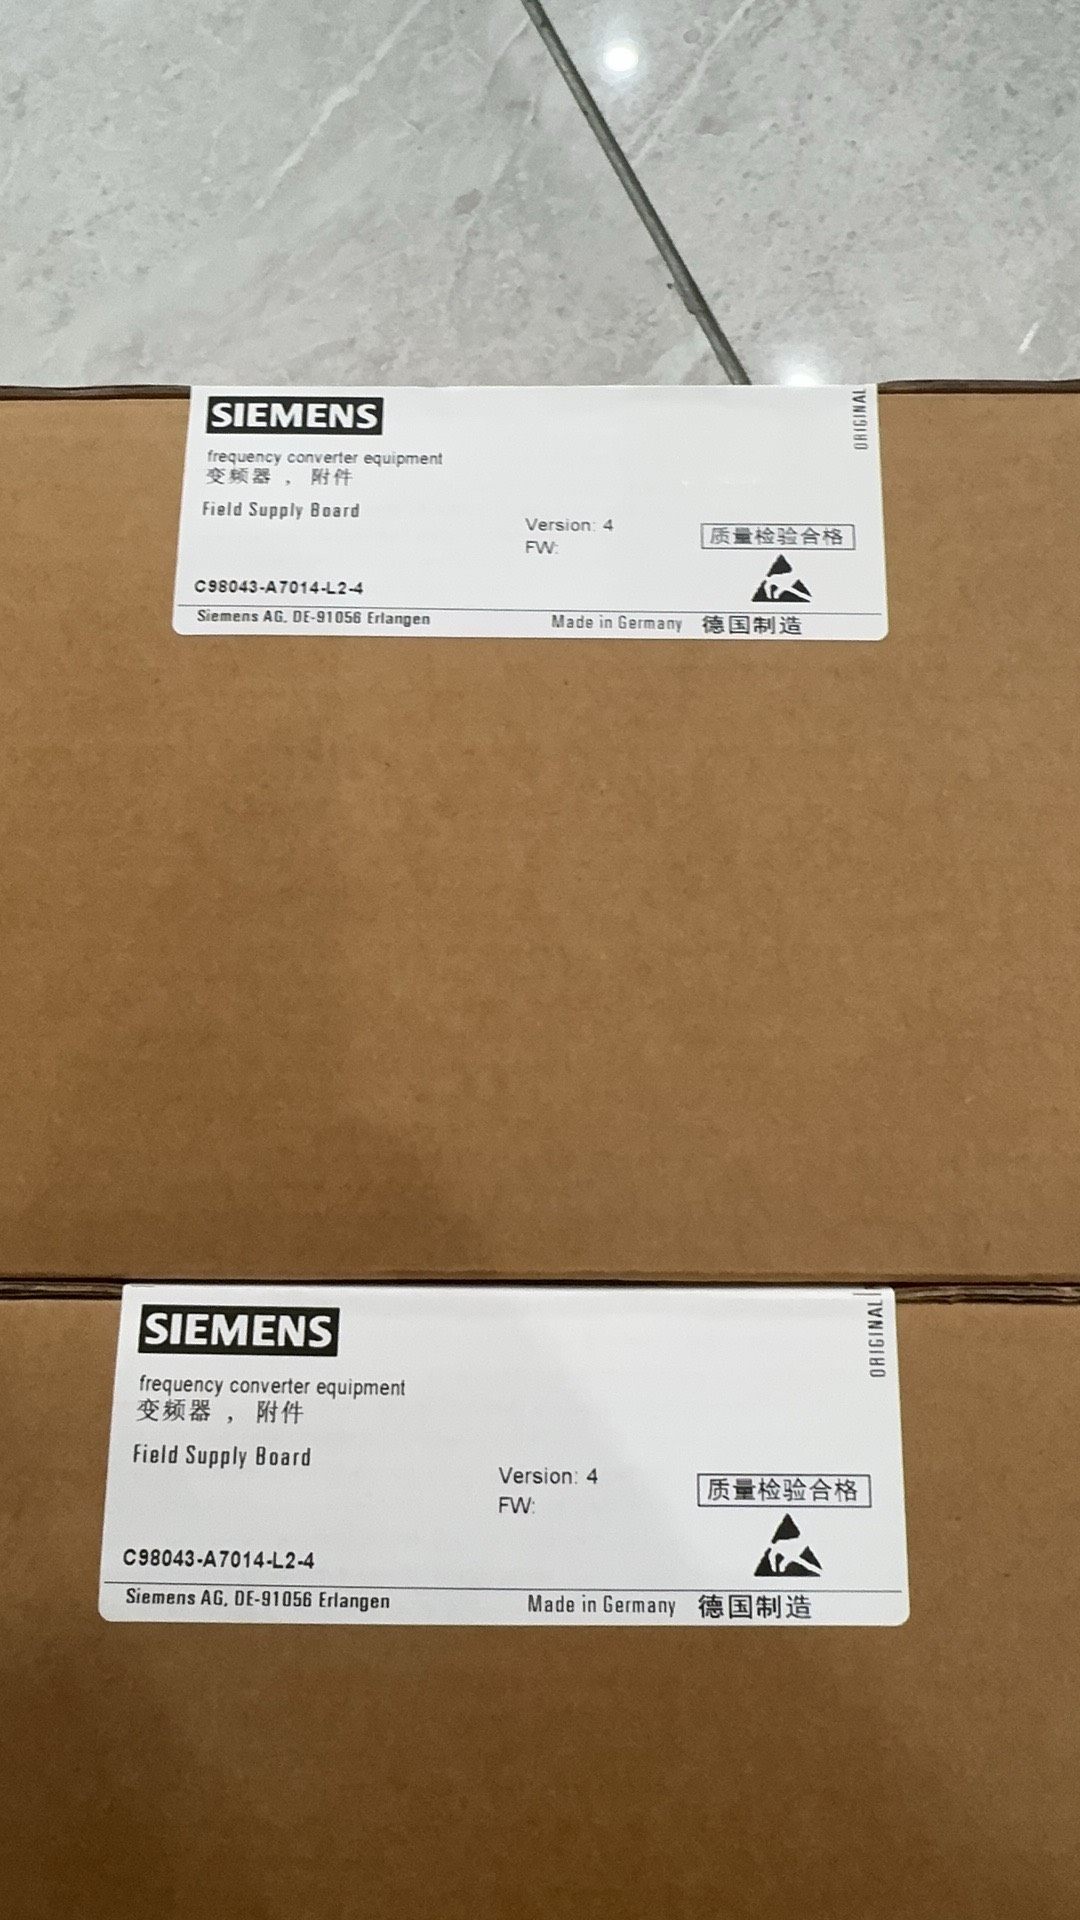 SIEMENS
ORIGINAL
frequency converter equipment
变频器 , 附件
Field Supply Board
Version: 4
FW:
质量检验合格
C98043-A7014-L2-4
Siemens AG, DE-91056 Erlangen
Made in Germany 德国制造
SIEMENS
ORIGINAL
frequency converter equipment
变频器 , 附件
Field Supply Board
Version: 4
FW:
质量检验合格
C98043-A7014-L2-4
Siemens AG, DE-91056 Erlangen
Made in Germany 德国制造